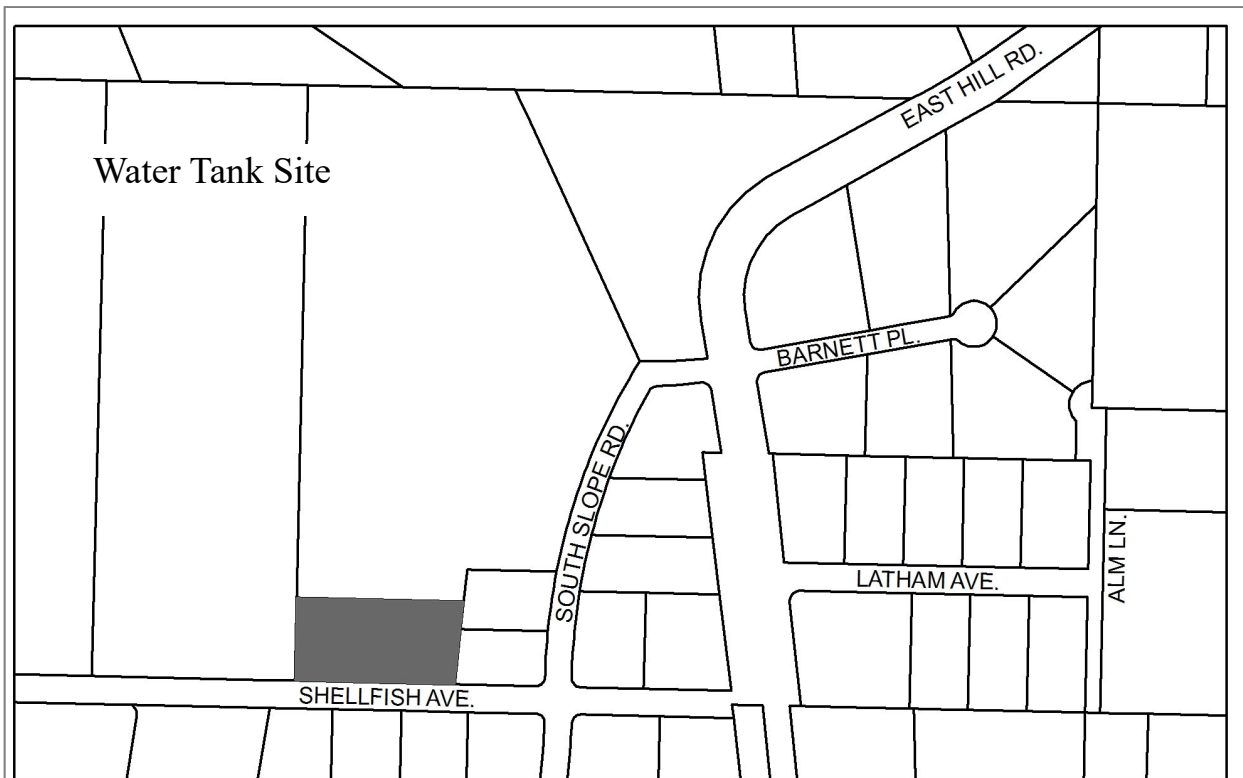 EAST HILL RD.
Water Tank Site
BARNETT PL.
SOUTH SLOPE RD.
LATHAM AVE.
ALM LN.
SHELLFISH AVE.